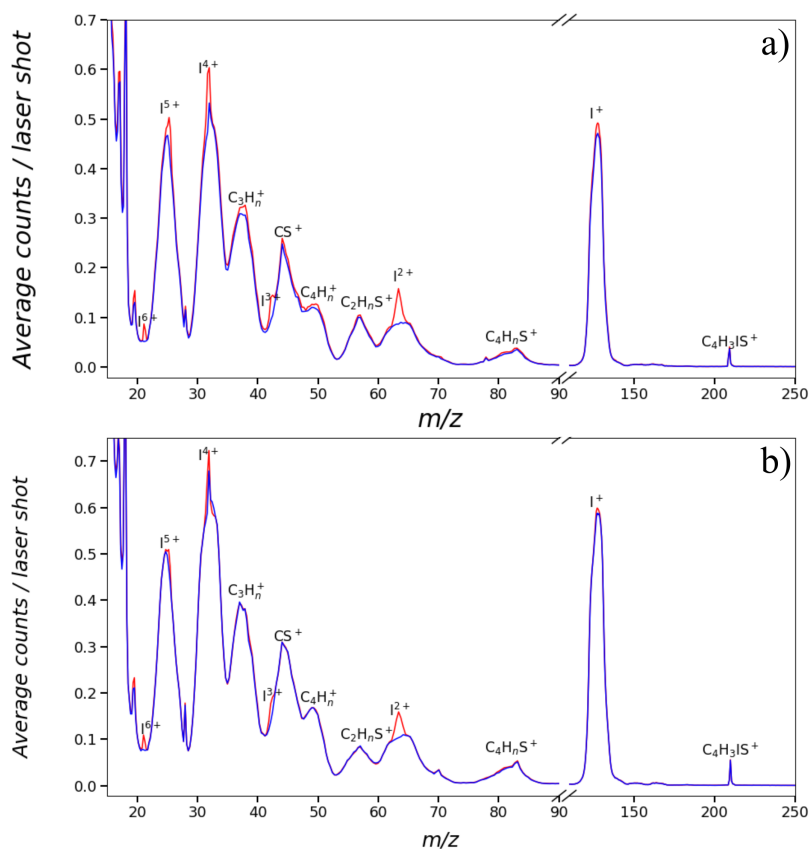 a)
0.7
0.6
0.5
0.4
0.3
0.2
0.1
0.0
Average counts / laser shot
I⁶⁺
I⁵⁺
I⁴⁺
C₃Hₙ⁺
I³⁺
CS⁺
C₄Hₙ⁺
C₂HₙS⁺
I²⁺
C₄HₙS⁺
I⁺
C₄H₃IS⁺
20 30 40 50 60 70 80 90 150 200 250
m/z
b)
0.7
0.6
0.5
0.4
0.3
0.2
0.1
0.0
Average counts / laser shot
I⁶⁺
I⁵⁺
I⁴⁺
C₃Hₙ⁺
I³⁺
CS⁺
C₄Hₙ⁺
C₂HₙS⁺
I²⁺
C₄HₙS⁺
I⁺
C₄H₃IS⁺
20 30 40 50 60 70 80 90 150 200 250
m/z